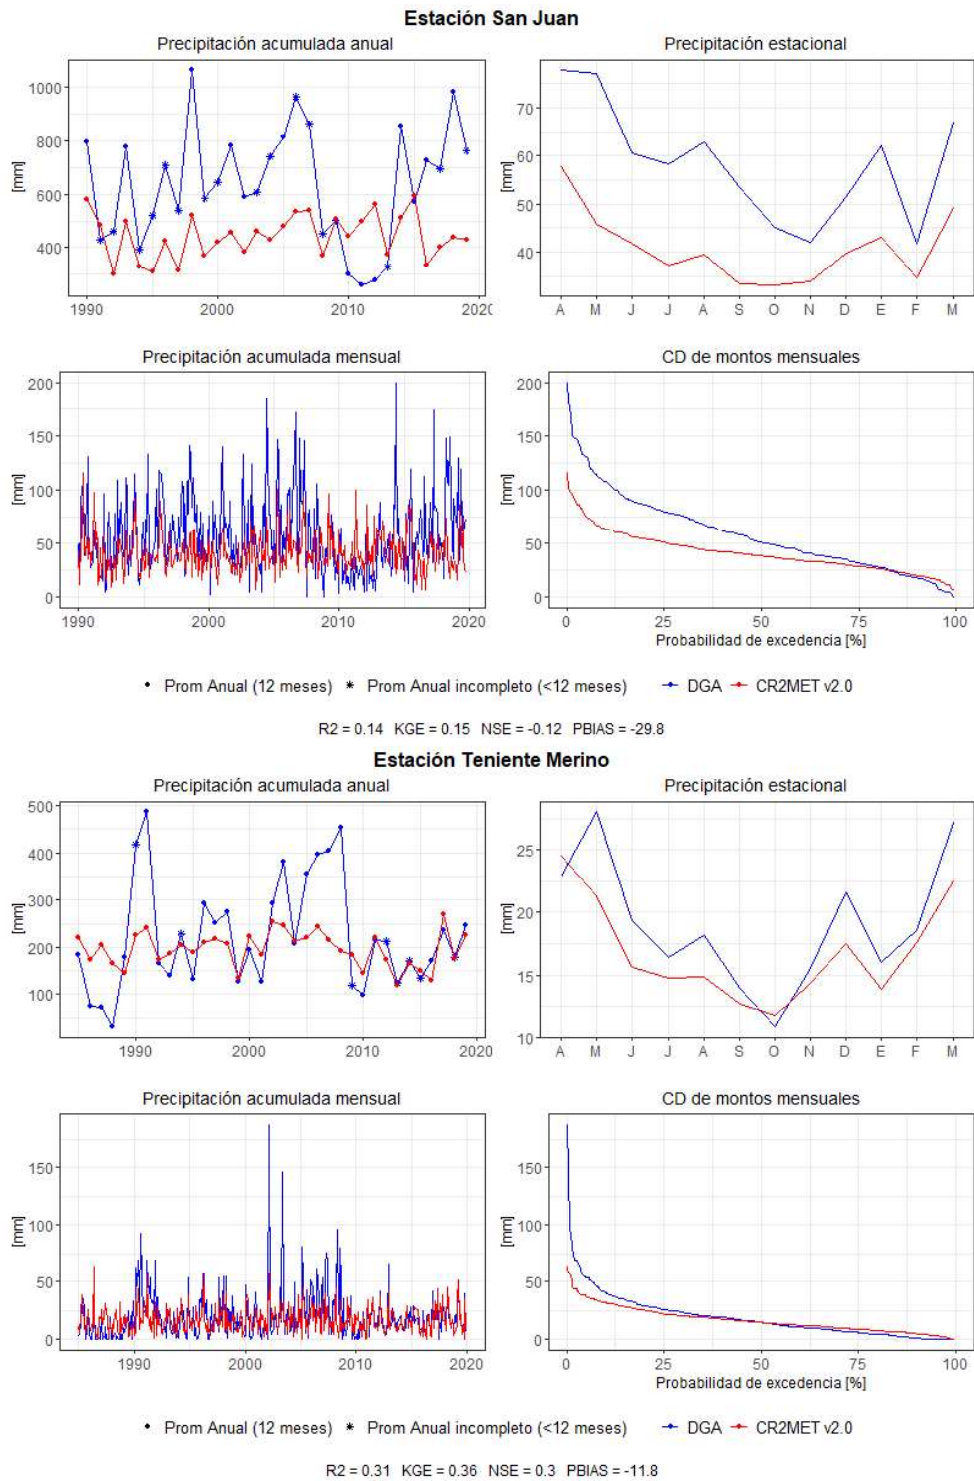 Estación San Juan
Precipitación acumulada anual
Precipitación estacional
[mm]
1000
800
600
400
1990
2000
2010
202
[mm]
70
60
50
40
A M J J A S O N D E F M
Precipitación acumulada mensual
CD de montos mensuales
[mm]
200
150
100
50
0
1990
2000
2010
2020
[mm]
200
150
100
50
0
0
25
50
75
100
Probabilidad de excedencia [%]
Prom Anual (12 meses) Prom Anual incompleto (<12 meses) DGA CR2MET v2.0
R2 = 0.14 KGE = 0.15 NSE = -0.12 PBIAS = -29.8
Estación Teniente Merino
Precipitación acumulada anual
Precipitación estacional
[mm]
500
400
300
200
100
1990
2000
2010
2020
[mm]
25
20
15
10
A M J J A S O N D E F M
Precipitación acumulada mensual
CD de montos mensuales
[mm]
150
100
50
0
1990
2000
2010
2020
[mm]
150
100
50
0
0
25
50
75
100
Probabilidad de excedencia [%]
Prom Anual (12 meses) Prom Anual incompleto (<12 meses) DGA CR2MET v2.0
R2 = 0.31 KGE = 0.36 NSE = 0.3 PBIAS = -11.8